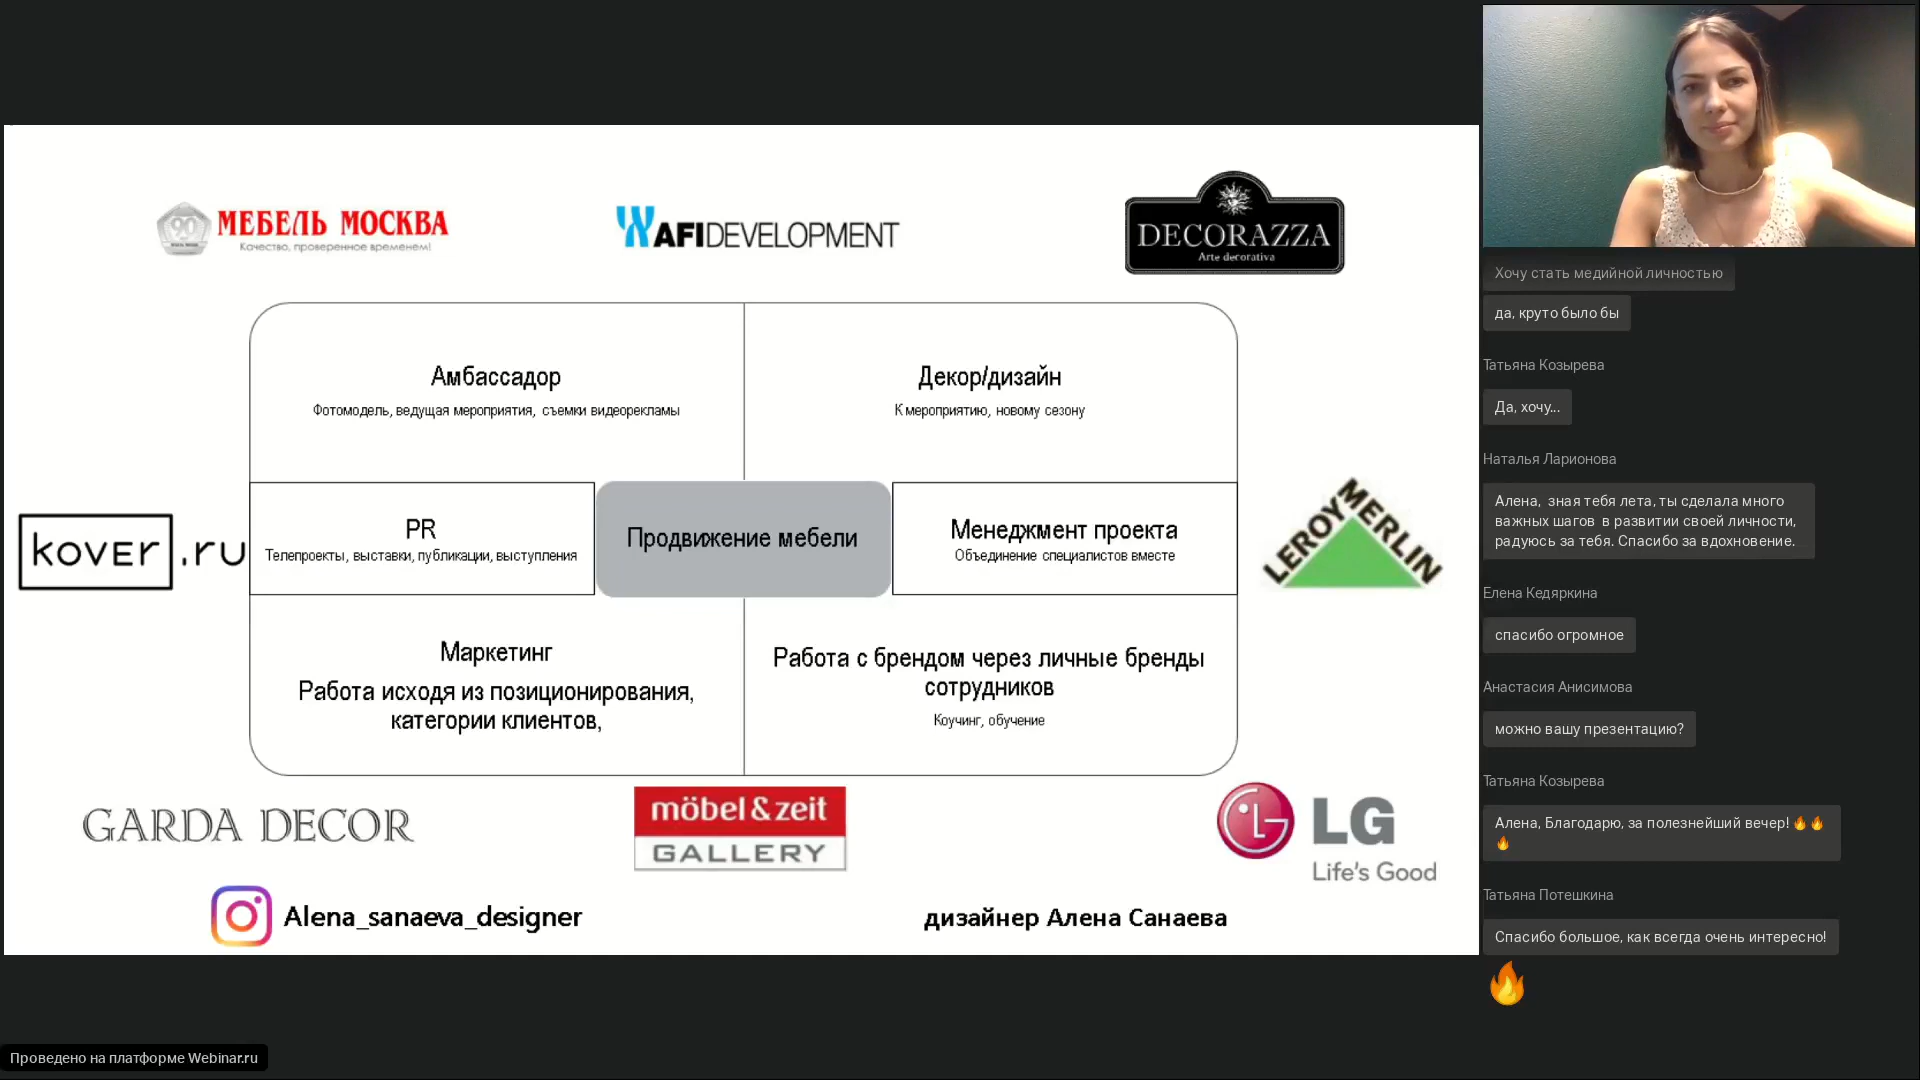 90
МЕБЕЛЬ МОСКВА
Качество, проверенное временем!
AFIDEVELOPMENT
DECORAZZA
Arte decorativa
Амбассадор
Фотомодель, ведущая мероприятия, съемки видеорекламы
Декор/дизайн
К мероприятию, новому сезону
kover.ru
PR
Телепроекты, выставки, публикации, выступления
Продвижение мебели
Менеджмент проекта
Объединение специалистов вместе
LEROY MERLIN
Маркетинг
Работа исходя из позиционирования,
категории клиентов,
Работа с брендом через личные бренды
сотрудников
Коучинг, обучение
GARDA DECOR
möbel & zeit
GALLERY
LG
Life's Good
Alena_sanaeva_designer
дизайнер Алена Санаева
Хочу стать медийной личностью
да, круто было бы
Татьяна Козырева
Да, хочу...
Наталья Ларионова
Алена, зная тебя лета, ты сделала много
важных шагов в развитии своей личности,
радуюсь за тебя. Спасибо за вдохновение.
Елена Кедяркина
спасибо огромное
Анастасия Анисимова
можно вашу презентацию?
Татьяна Козырева
Алена, Благодарю, за полезнейший вечер! 🔥🔥
🔥
Татьяна Потешкина
Спасибо большое, как всегда очень интересно!
🔥
Проведено на платформе Webinar.ru